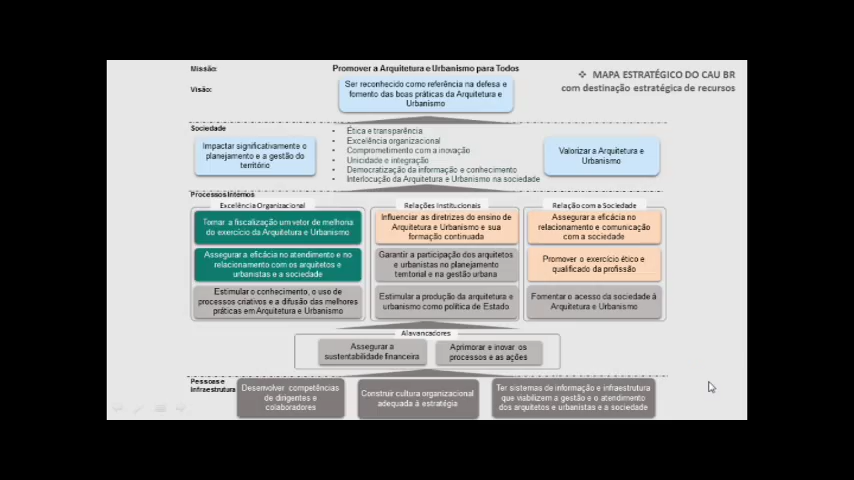 Missão:
Promover a Arquitetura e Urbanismo para Todos
❖ MAPA ESTRATÉGICO DO CAU BR
com destinação estratégica de recursos
Visão:
Ser reconhecido como referência na defesa e
fomento das boas práticas da Arquitetura e
Urbanismo
Sociedade
Impactar significativamente o
planejamento e a gestão do
território
• Ética e transparência
• Excelência organizacional
• Comprometimento com a inovação
• Unicidade e integração
• Democratização da informação e conhecimento
• Interlocução da Arquitetura e Urbanismo na sociedade
Valorizar a Arquitetura e
Urbanismo
Processos Internos
Excelência Organizacional
Tornar a fiscalização um vetor de melhoria
do exercício da Arquitetura e Urbanismo
Assegurar a eficácia no atendimento e no
relacionamento com os arquitetos e
urbanistas e a sociedade
Estimular o conhecimento, o uso de
processos criativos e a difusão das melhores
práticas em Arquitetura e Urbanismo
Relações Institucionais
Influenciar as diretrizes do ensino de
Arquitetura e Urbanismo e sua
formação continuada
Garantir a participação dos arquitetos
e urbanistas no planejamento
territorial e na gestão urbana
Estimular a produção da arquitetura e
urbanismo como política de Estado
Relação com a Sociedade
Assegurar a eficácia no
relacionamento e comunicação
com a sociedade
Promover o exercício ético e
qualificado da profissão
Fomentar o acesso da sociedade à
Arquitetura e Urbanismo
Alavancadores
Assegurar a
sustentabilidade financeira
Aprimorar e inovar os
processos e as ações
Pessoas e
Infraestrutura
Desenvolver competências
de dirigentes e
colaboradores
Construir cultura organizacional
adequada à estratégia
Ter sistemas de informação e infraestrutura
que viabilizem a gestão e o atendimento
dos arquitetos e urbanistas e a sociedade